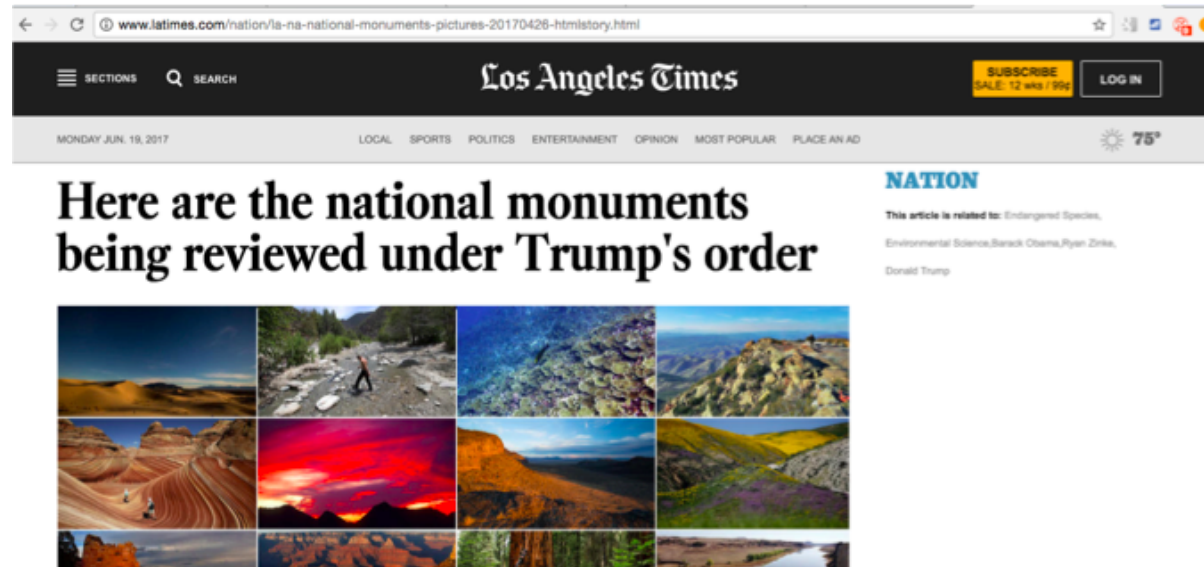 www.latimes.com/nation/la-na-national-monuments-pictures-20170426-htmlstory.html
SECTIONS SEARCH Los Angeles Times SUBSCRIBE
SALE: 12 wks / 99¢ LOG IN
MONDAY JUN. 19, 2017 LOCAL SPORTS POLITICS ENTERTAINMENT OPINION MOST POPULAR PLACE AN AD 75°
Here are the national monuments
being reviewed under Trump's order
NATION
This article is related to: Endangered Species,
Environmental Science,Barack Obama,Ryan Zinke,
Donald Trump